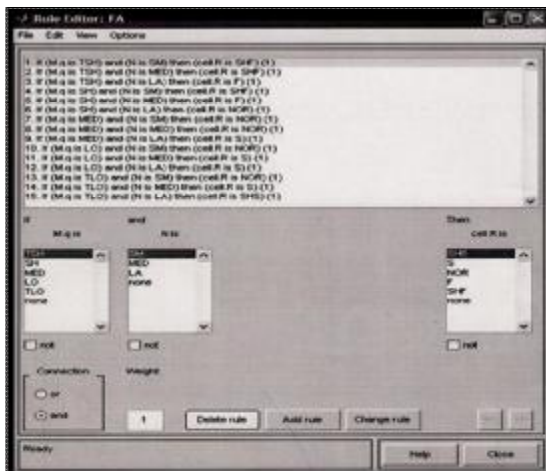 Rule Editor: FA
File Edit View Options
1. If (M.q is TSH) and (N is SM) then (cell.R is SHF) (1)
2. If (M.q is TSH) and (N is MED) then (cell.R is SHF) (1)
3. If (M.q is TSH) and (N is LA) then (cell.R is F) (1)
4. If (M.q is SH) and (N is SM) then (cell.R is SHF) (1)
5. If (M.q is SH) and (N is MED) then (cell.R is F) (1)
6. If (M.q is SH) and (N is LA) then (cell.R is NOR) (1)
7. If (M.q is MED) and (N is SM) then (cell.R is NOR) (1)
8. If (M.q is MED) and (N is MED) then (cell.R is NOR) (1)
9. If (M.q is MED) and (N is LA) then (cell.R is S) (1)
10. If (M.q is LO) and (N is SM) then (cell.R is NOR) (1)
11. If (M.q is LO) and (N is MED) then (cell.R is S) (1)
12. If (M.q is LO) and (N is LA) then (cell.R is S) (1)
13. If (M.q is TLO) and (N is SM) then (cell.R is NOR) (1)
14. If (M.q is TLO) and (N is MED) then (cell.R is S) (1)
15. If (M.q is TLO) and (N is LA) then (cell.R is SHS) (1)
If and Then
M.q is N is cell.R is
TSH SM SHS
SH MED S
MED LA NOR
LO none F
TLO SHF
none none
not not not
Connection Weight
or
and 1 Delete rule Add rule Change rule
Ready Help Close